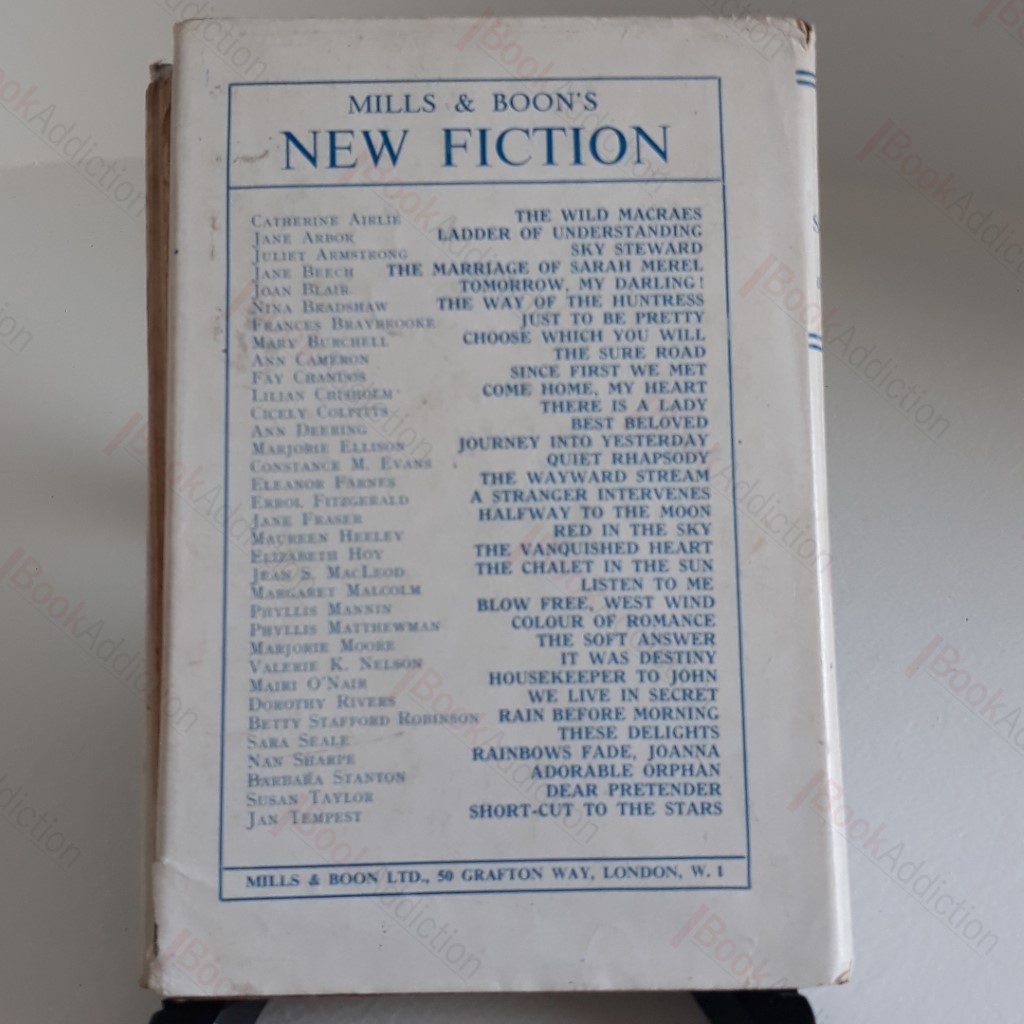 MILLS & BOON'S
NEW FICTION
CATHERINE AIRLIE THE WILD MACRAES
JANE ARBOR LADDER OF UNDERSTANDING
JULIET ARMSTRONG SKY STEWARD
JANE BEECH THE MARRIAGE OF SARAH MEREL
JOAN BLAIR TOMORROW, MY DARLING!
NINA BRADSHAW THE WAY OF THE HUNTRESS
FRANCES BRAYBROOKE JUST TO BE PRETTY
MARY BURCHELL CHOOSE WHICH YOU WILL
ANN CAMERON THE SURE ROAD
FAY CHANDOS SINCE FIRST WE MET
LILIAN CHISHOLM COME HOME, MY HEART
CICELY COLPITTS THERE IS A LADY
ANN DEERING BEST BELOVED
MARJORIE ELLISON JOURNEY INTO YESTERDAY
CONSTANCE M. EVANS QUIET RHAPSODY
ELEANOR FARNES THE WAYWARD STREAM
ERROL FITZGERALD A STRANGER INTERVENES
JANE FRASER HALFWAY TO THE MOON
MAUREEN HEELEY RED IN THE SKY
ELIZABETH HOY THE VANQUISHED HEART
JEAN S. MACLEOD THE CHALET IN THE SUN
MARGARET MALCOLM LISTEN TO ME
PHYLLIS MANNIN BLOW FREE, WEST WIND
PHYLLIS MATTHEWMAN COLOUR OF ROMANCE
MARJORIE MOORE THE SOFT ANSWER
VALERIE K. NELSON IT WAS DESTINY
MAIRI O'NAIR HOUSEKEEPER TO JOHN
DOROTHY RIVERS WE LIVE IN SECRET
BETTY STAFFORD ROBINSON RAIN BEFORE MORNING
SARA SEALE THESE DELIGHTS
NAN SHARPE RAINBOWS FADE, JOANNA
BARBARA STANTON ADORABLE ORPHAN
SUSAN TAYLOR DEAR PRETENDER
JAN TEMPEST SHORT-CUT TO THE STARS
MILLS & BOON LTD., 50 GRAFTON WAY, LONDON, W. 1
BookAddiction